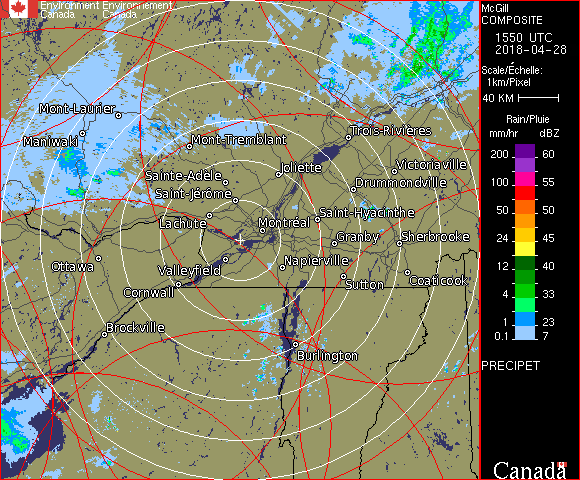 Environment Environnement
Canada Canada
Mont-Laurier
Maniwaki
Mont-Tremblant
Trois-Rivières
Joliette
Victoriaville
Sainte-Adèle
Drummondville
Saint-Jérôme
Saint-Hyacinthe
Lachute
Montréal
Granby
Sherbrooke
Ottawa
Valleyfield
Napierville
Sutton
Coaticook
Cornwall
Brockville
Burlington
McGill
COMPOSITE
1550 UTC
2018-04-28
Scale/Échelle:
1km/Pixel
40 KM
Rain/Pluie
mm/hr dBZ
200 60
150 57
100 55
50 50
24 45
12 40
4 33
1 23
0.1 7
PRECIPET
Canada